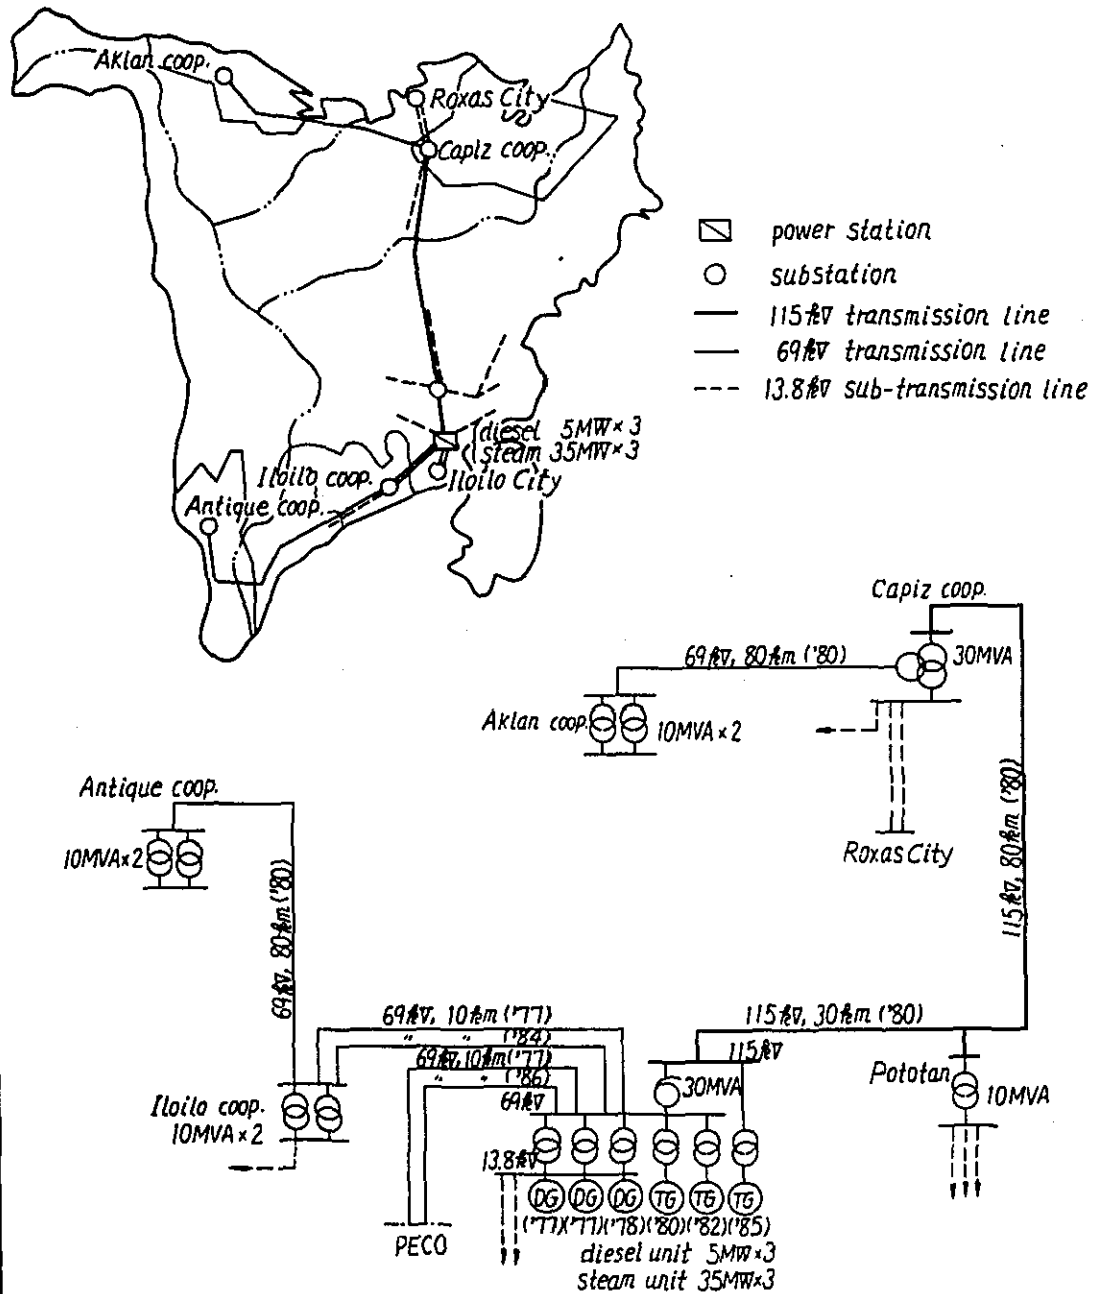 Aklan coop.
Roxas City
Capiz coop.
power station
substation
115kV transmission line
69kV transmission line
13.8kV sub-transmission line
diesel 5MW×3
steam 35MW×3
Iloilo coop.
Iloilo City
Antique coop.
Capiz coop.
69kV, 80km ('80)
30MVA
Aklan coop.
10MVA×2
115kV, 80km ('80)
Roxas City
Antique coop.
10MVA×2
69kV, 80km ('80)
69kV, 10km ('77)
" " ('84)
69kV, 10km ('77)
" " ('86)
69kV
115kV, 30km ('80)
115kV
30MVA
Pototan
10MVA
Iloilo coop.
10MVA×2
13.8kV
DG DG DG TG TG TG
('77)('77)('78)('80)('82)('85)
PECO
diesel unit 5MW×3
steam unit 35MW×3